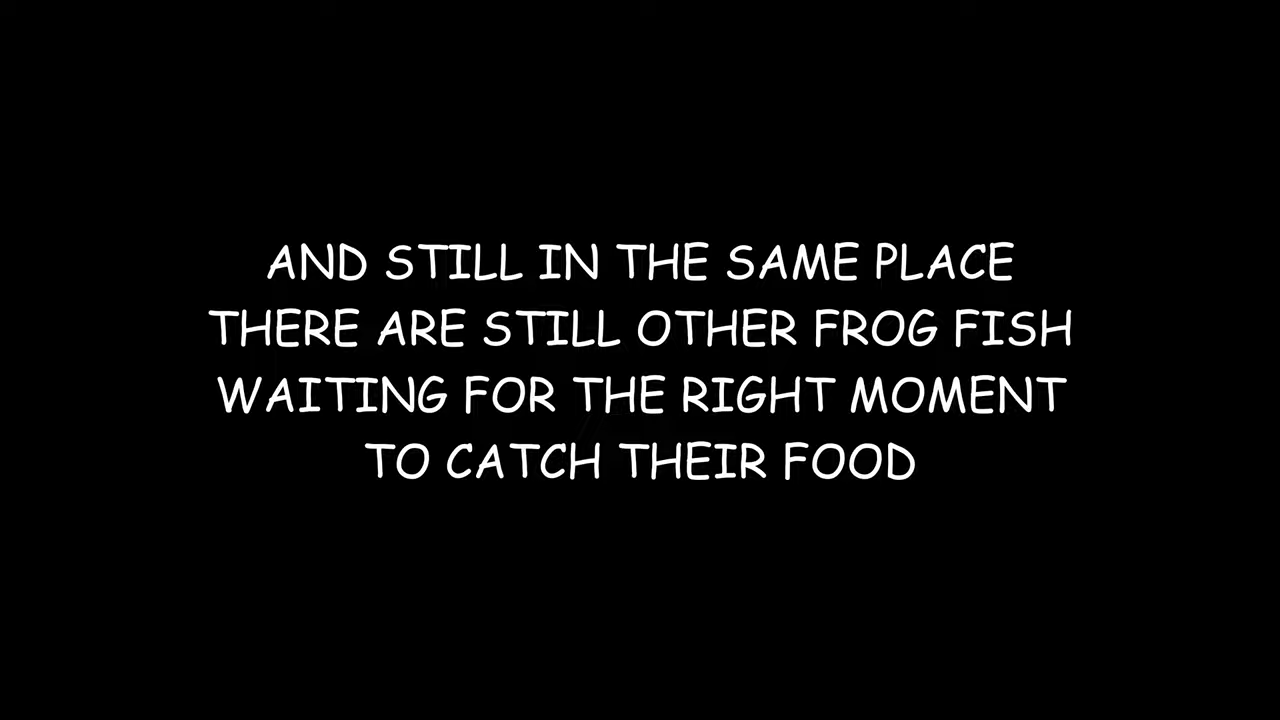 AND STILL IN THE SAME PLACE
THERE ARE STILL OTHER FROG FISH
WAITING FOR THE RIGHT MOMENT
TO CATCH THEIR FOOD